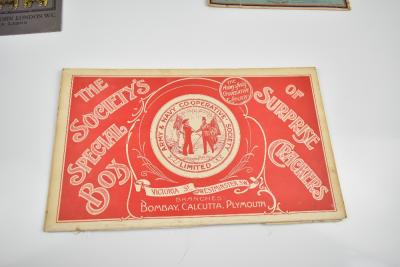 LONDON W.C.
THE
SOCIETY'S
SPECIAL
BOX
OF
SURPRISE
CRACKERS
ARMY & NAVY CO-OPERATIVE SOCIETY
LIMITED
VICTORIA ST WESTMINSTER, S.W.
BRANCHES
BOMBAY, CALCUTTA, PLYMOUTH